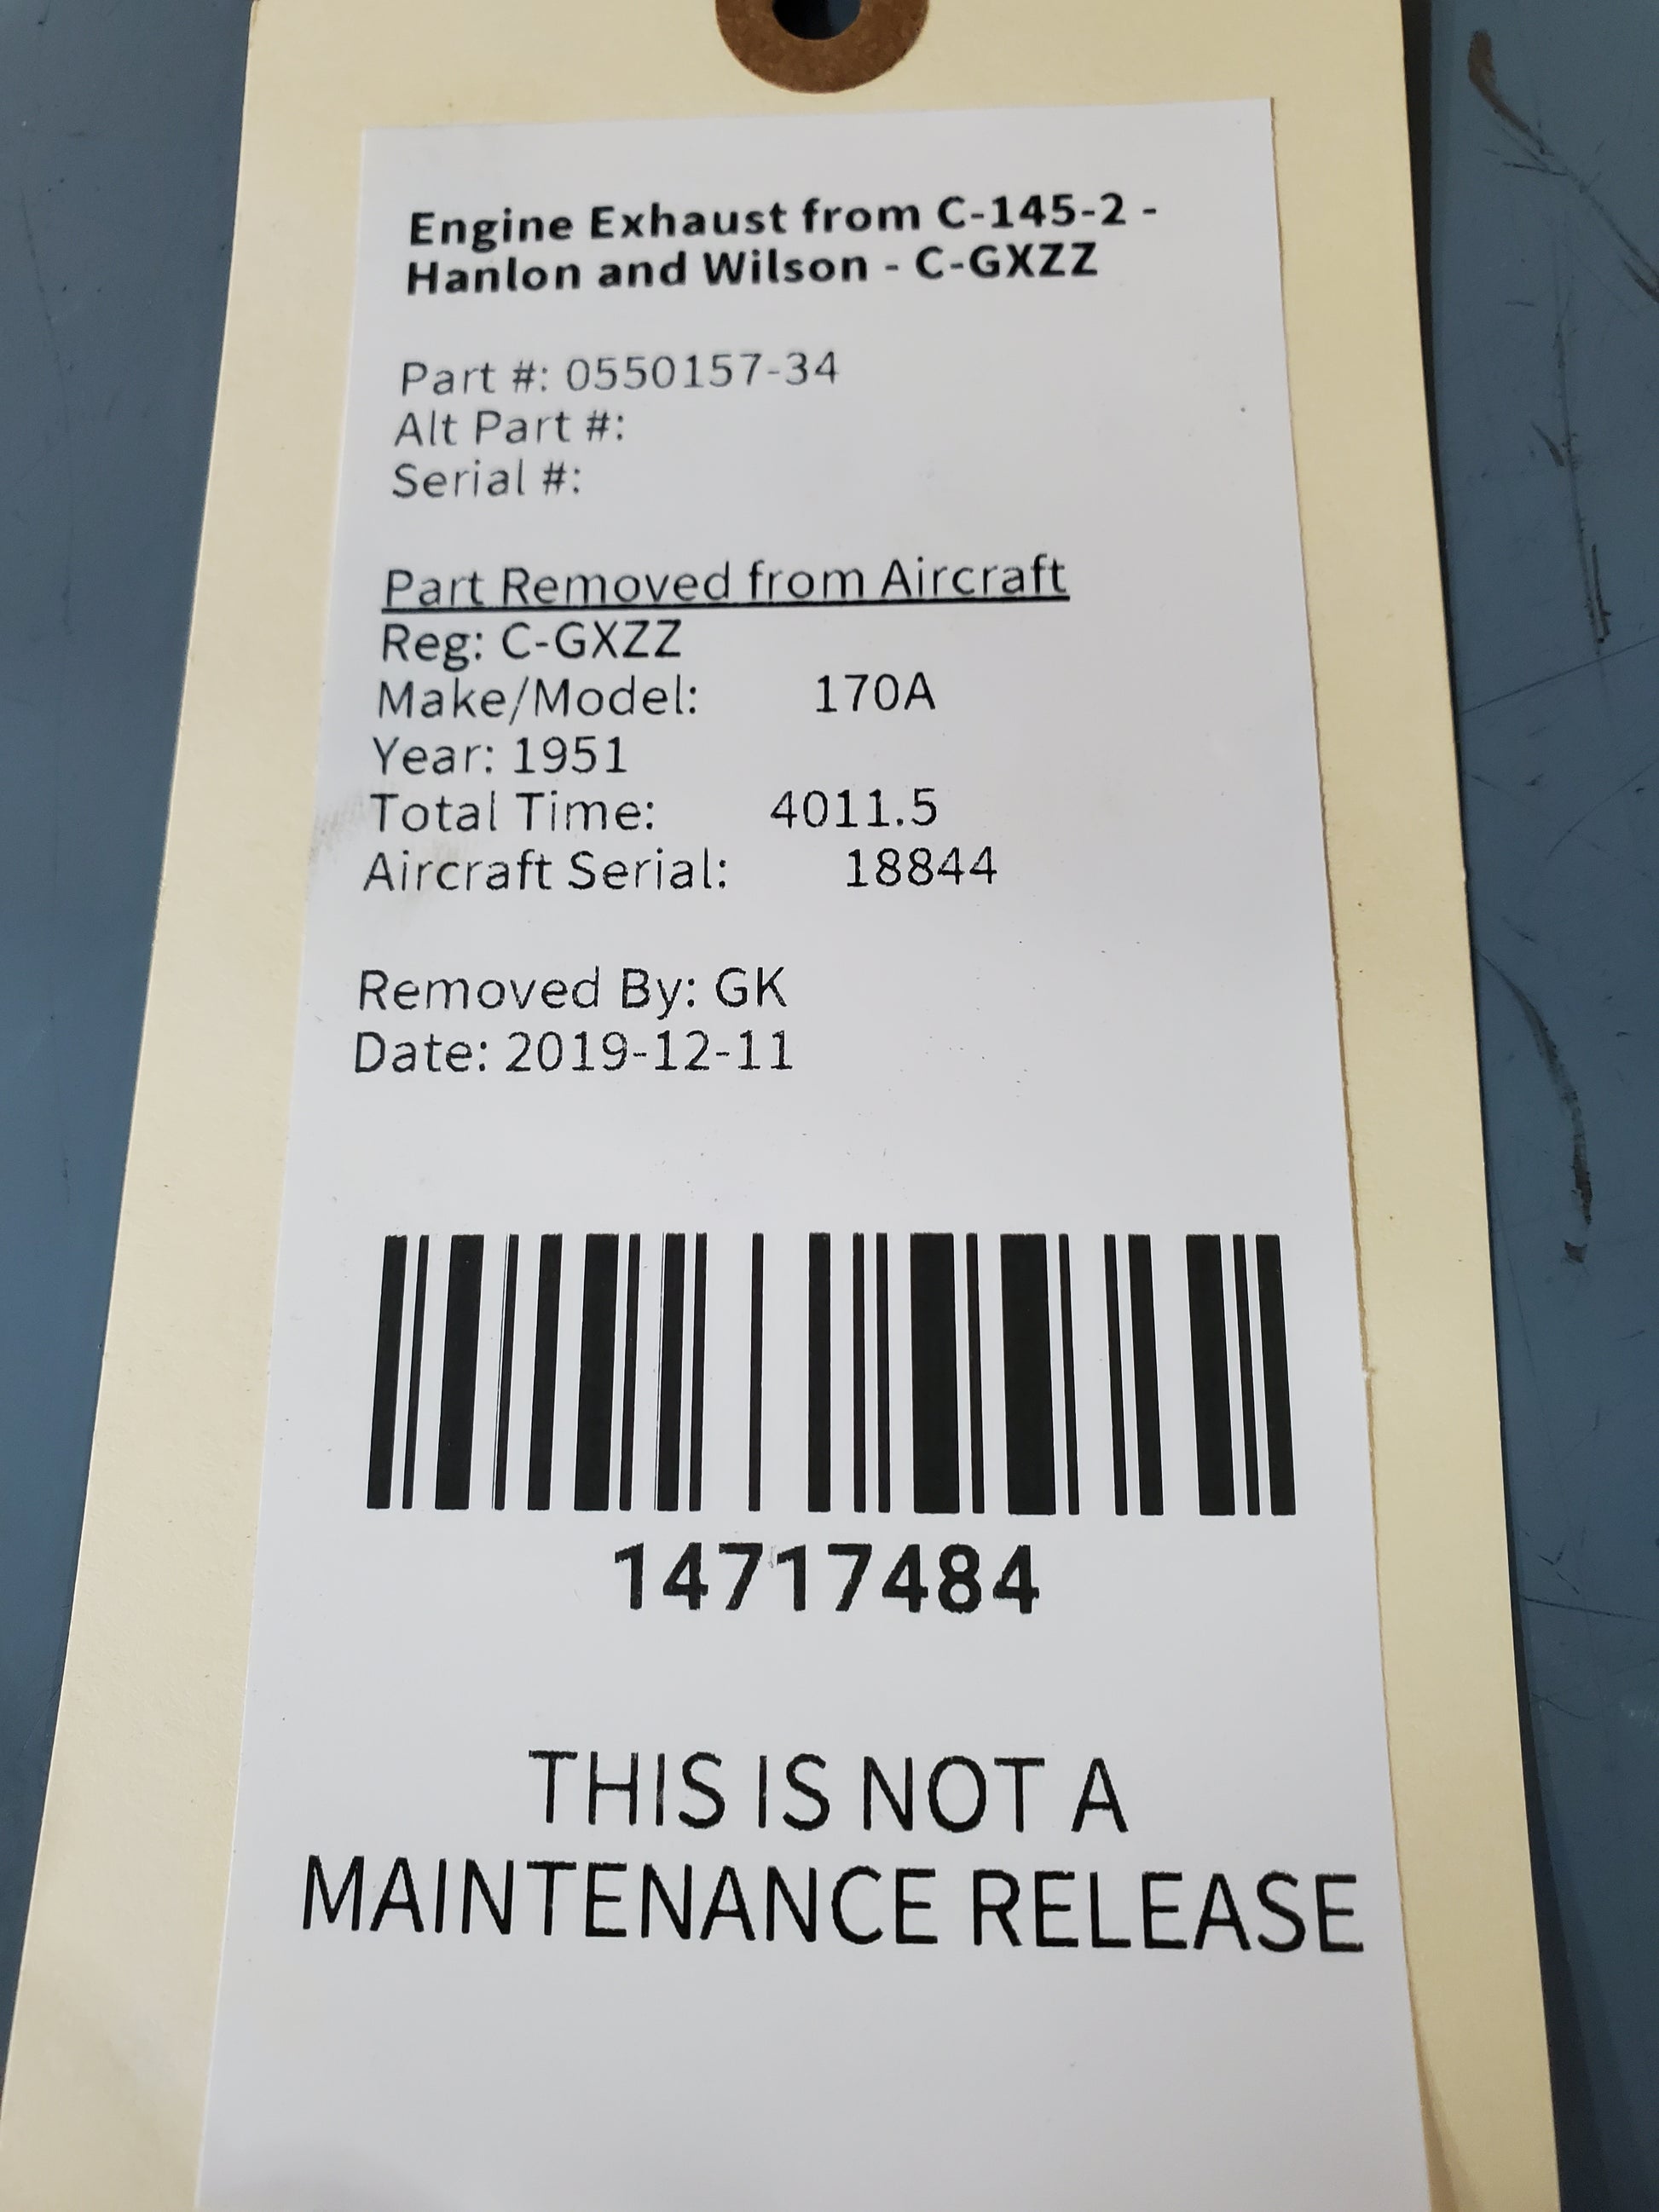 Engine Exhaust from C-145-2 -
Hanlon and Wilson - C-GXZZ
Part #: 0550157-34
Alt Part #:
Serial #:
Part Removed from Aircraft
Reg: C-GXZZ
Make/Model: 170A
Year: 1951
Total Time: 4011.5
Aircraft Serial: 18844
Removed By: GK
Date: 2019-12-11
14717484
THIS IS NOT A
MAINTENANCE RELEASE